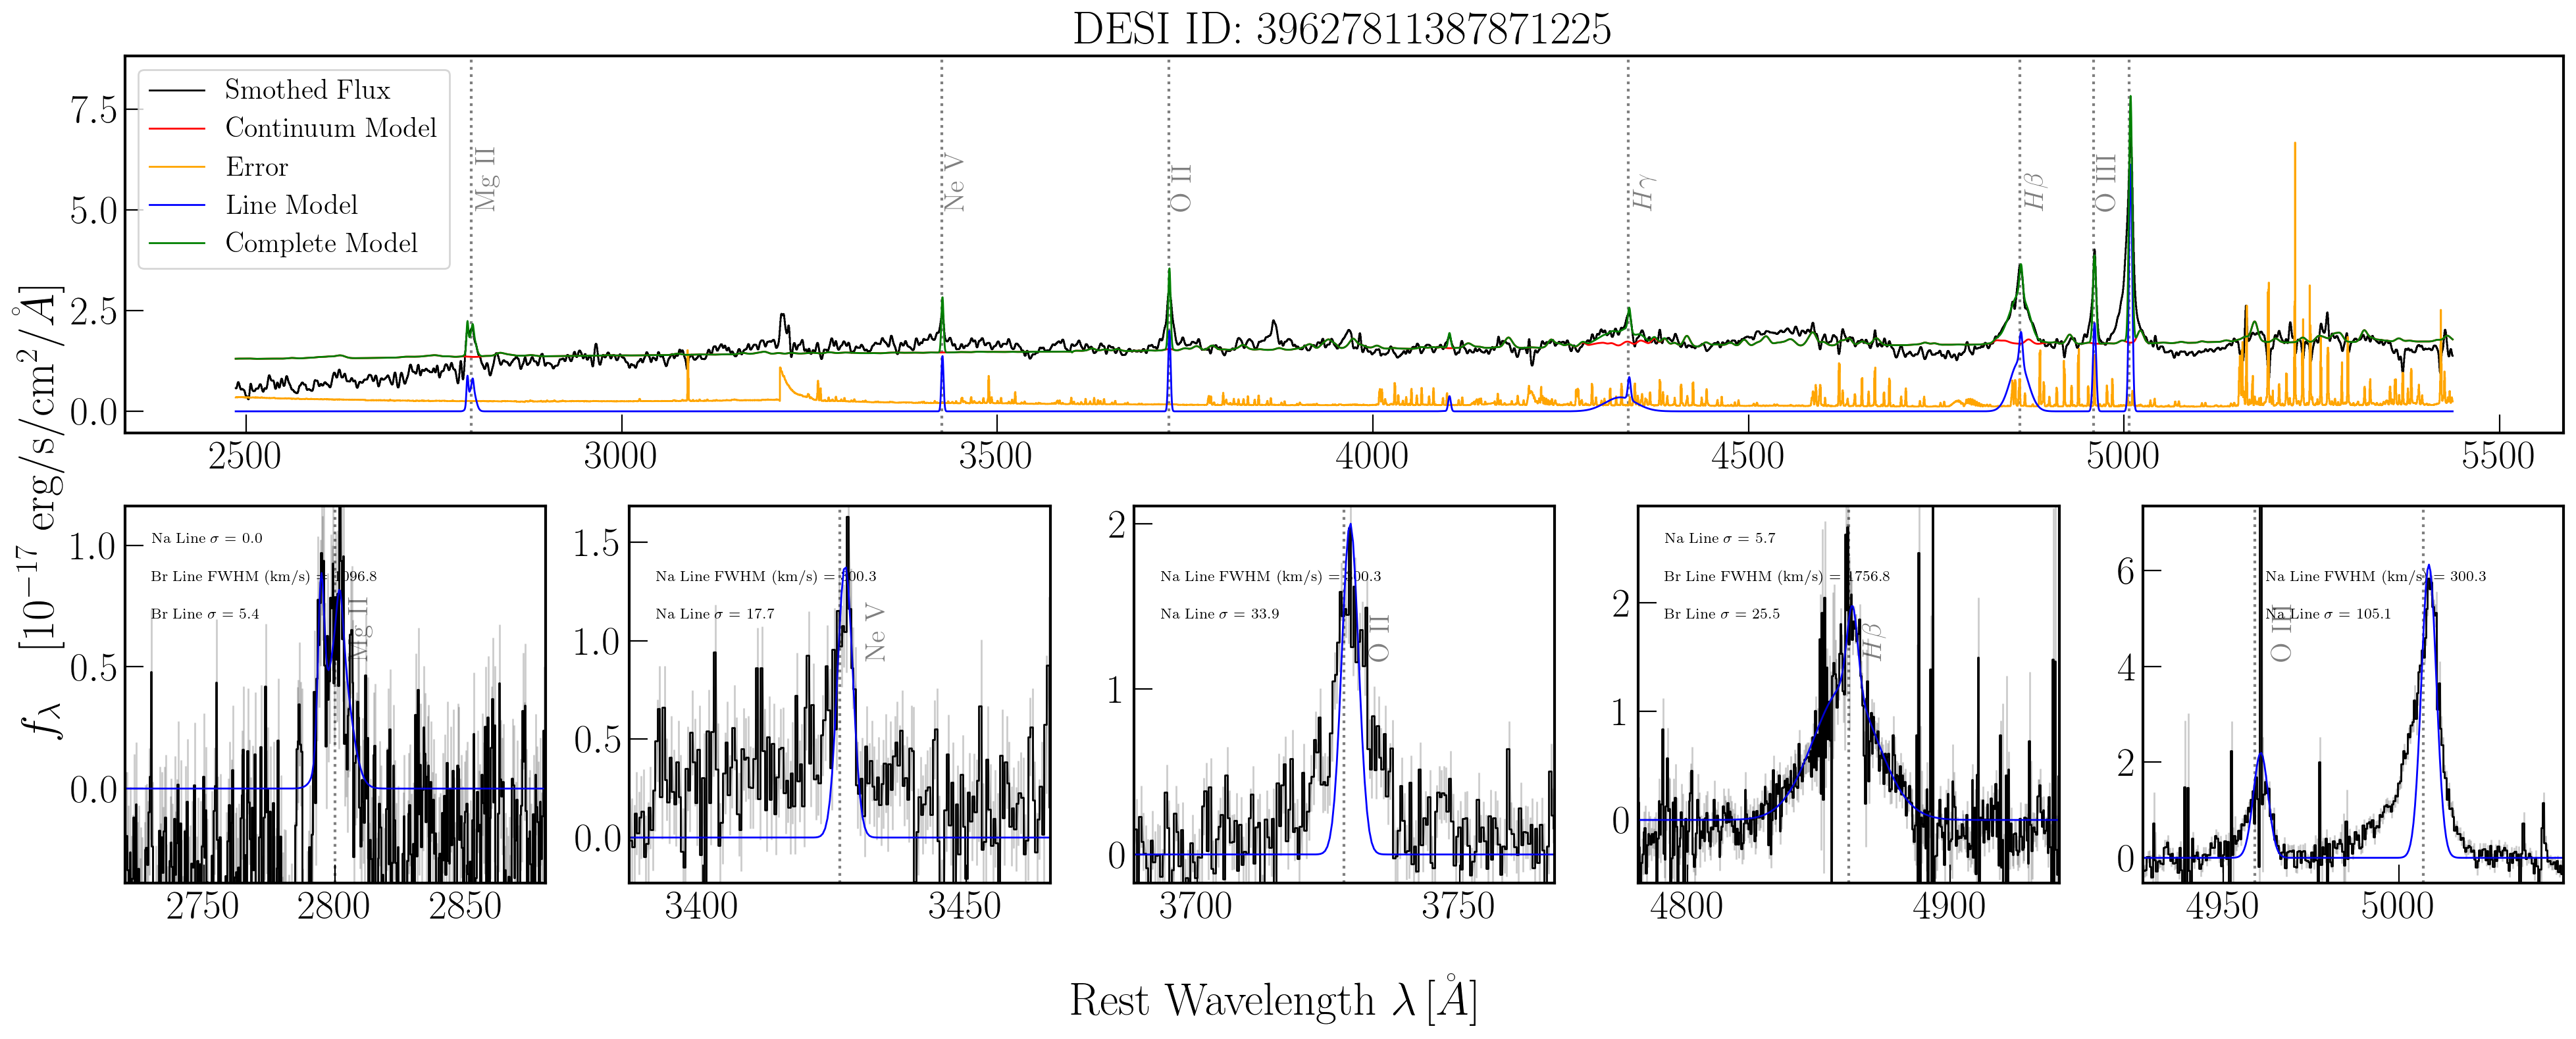 DESI ID: 39627811387871225
Smothed Flux
Continuum Model
Error
Line Model
Complete Model
Mg II
Ne V
O II
Hγ
Hβ
O III
7.5
5.0
2.5
0.0
2500 3000 3500 4000 4500 5000 5500
fλ [10⁻¹⁷ erg/s/cm²/Å]
Na Line σ = 0.0
Br Line FWHM (km/s) = 1096.8
Br Line σ = 5.4
Mg II
1.0
0.5
0.0
2750 2800 2850
Na Line FWHM (km/s) = 300.3
Na Line σ = 17.7
Ne V
1.5
1.0
0.5
0.0
3400 3450
Na Line FWHM (km/s) = 300.3
Na Line σ = 33.9
O II
2
1
0
3700 3750
Na Line σ = 5.7
Br Line FWHM (km/s) = 1756.8
Br Line σ = 25.5
Hβ
2
1
0
4800 4900
Na Line FWHM (km/s) = 300.3
Na Line σ = 105.1
O III
6
4
2
0
4950 5000
Rest Wavelength λ [Å]